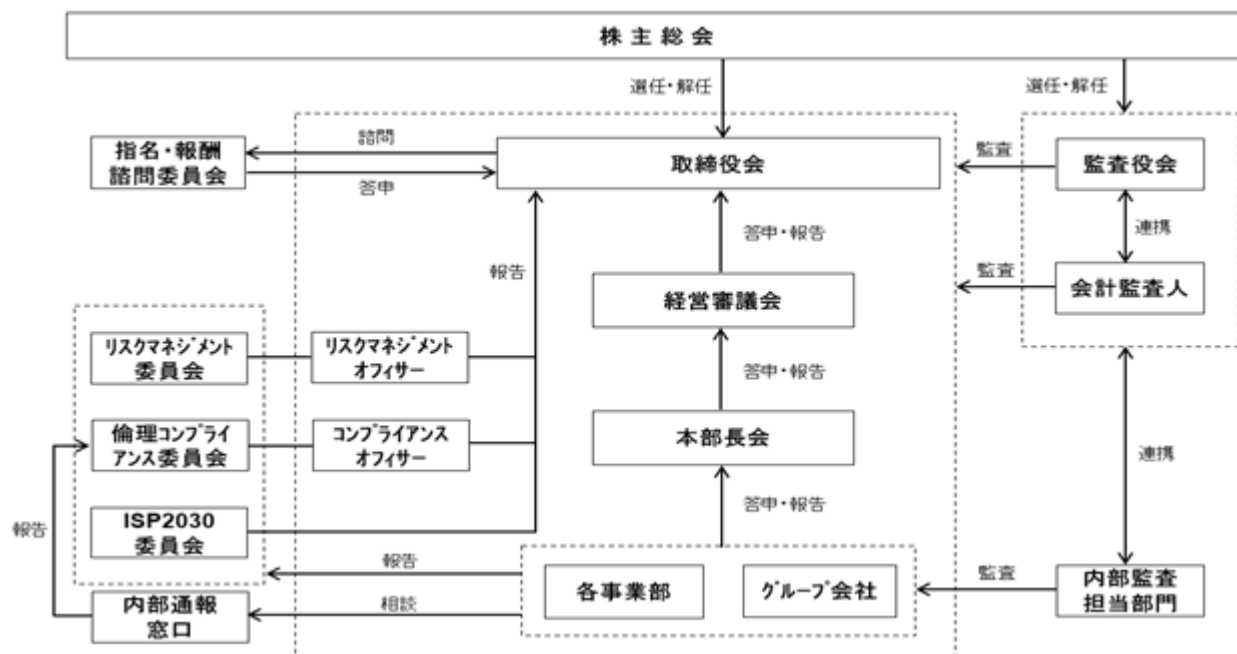 株主総会
選任・解任
選任・解任
指名・報酬
諮問委員会
諮問
答申
取締役会
監査
監査役会
答申・報告
連携
報告
監査
会計監査人
経営審議会
リスクマネジメント
委員会
リスクマネジメント
オフィサー
答申・報告
倫理コンプライ
アンス委員会
コンプライアンス
オフィサー
本部長会
連携
答申・報告
ISP2030
委員会
報告
報告
各事業部
グループ会社
監査
内部監査
担当部門
相談
内部通報
窓口